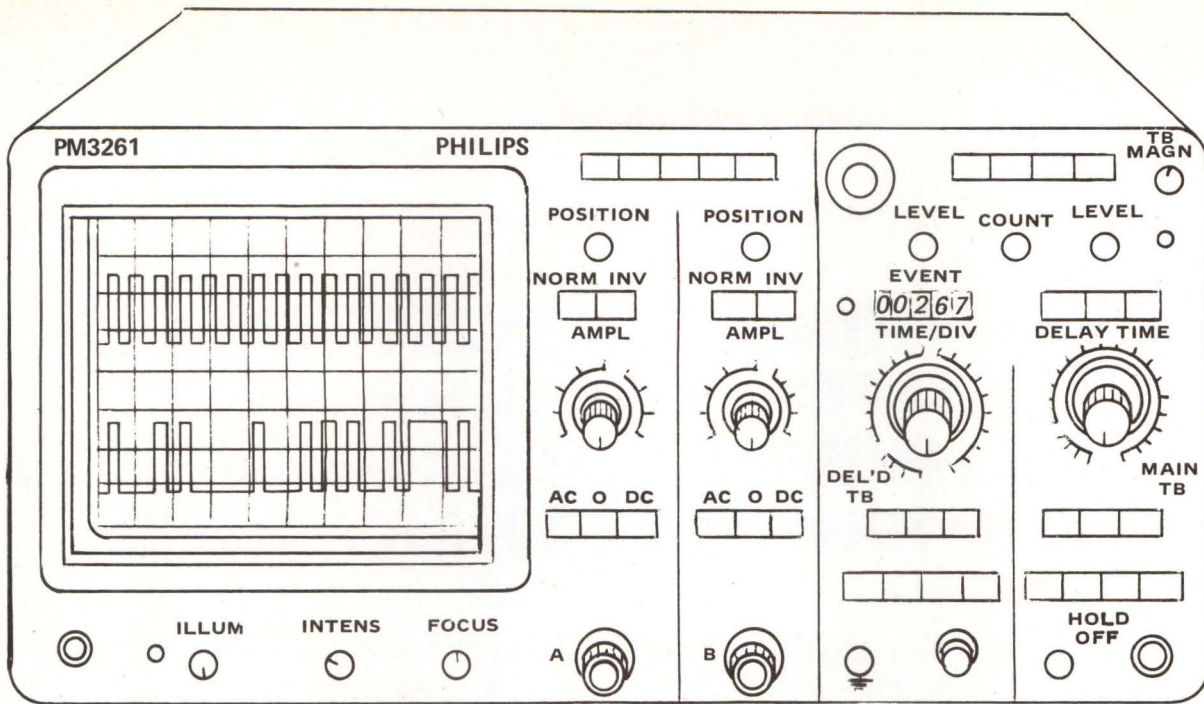 PM3261 PHILIPS
TB
MAGN
POSITION POSITION
LEVEL COUNT LEVEL
NORM INV NORM INV
EVENT
00267
AMPL AMPL TIME/DIV DELAY TIME
DEL'D
TB
MAIN
TB
AC O DC AC O DC
ILLUM INTENS FOCUS
HOLD
OFF
A B